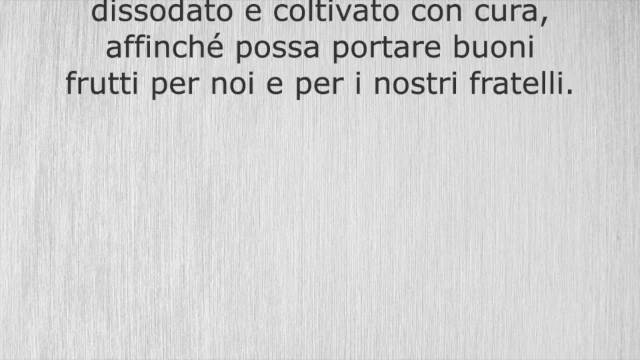 dissodato e coltivato con cura,
affinché possa portare buoni
frutti per noi e per i nostri fratelli.